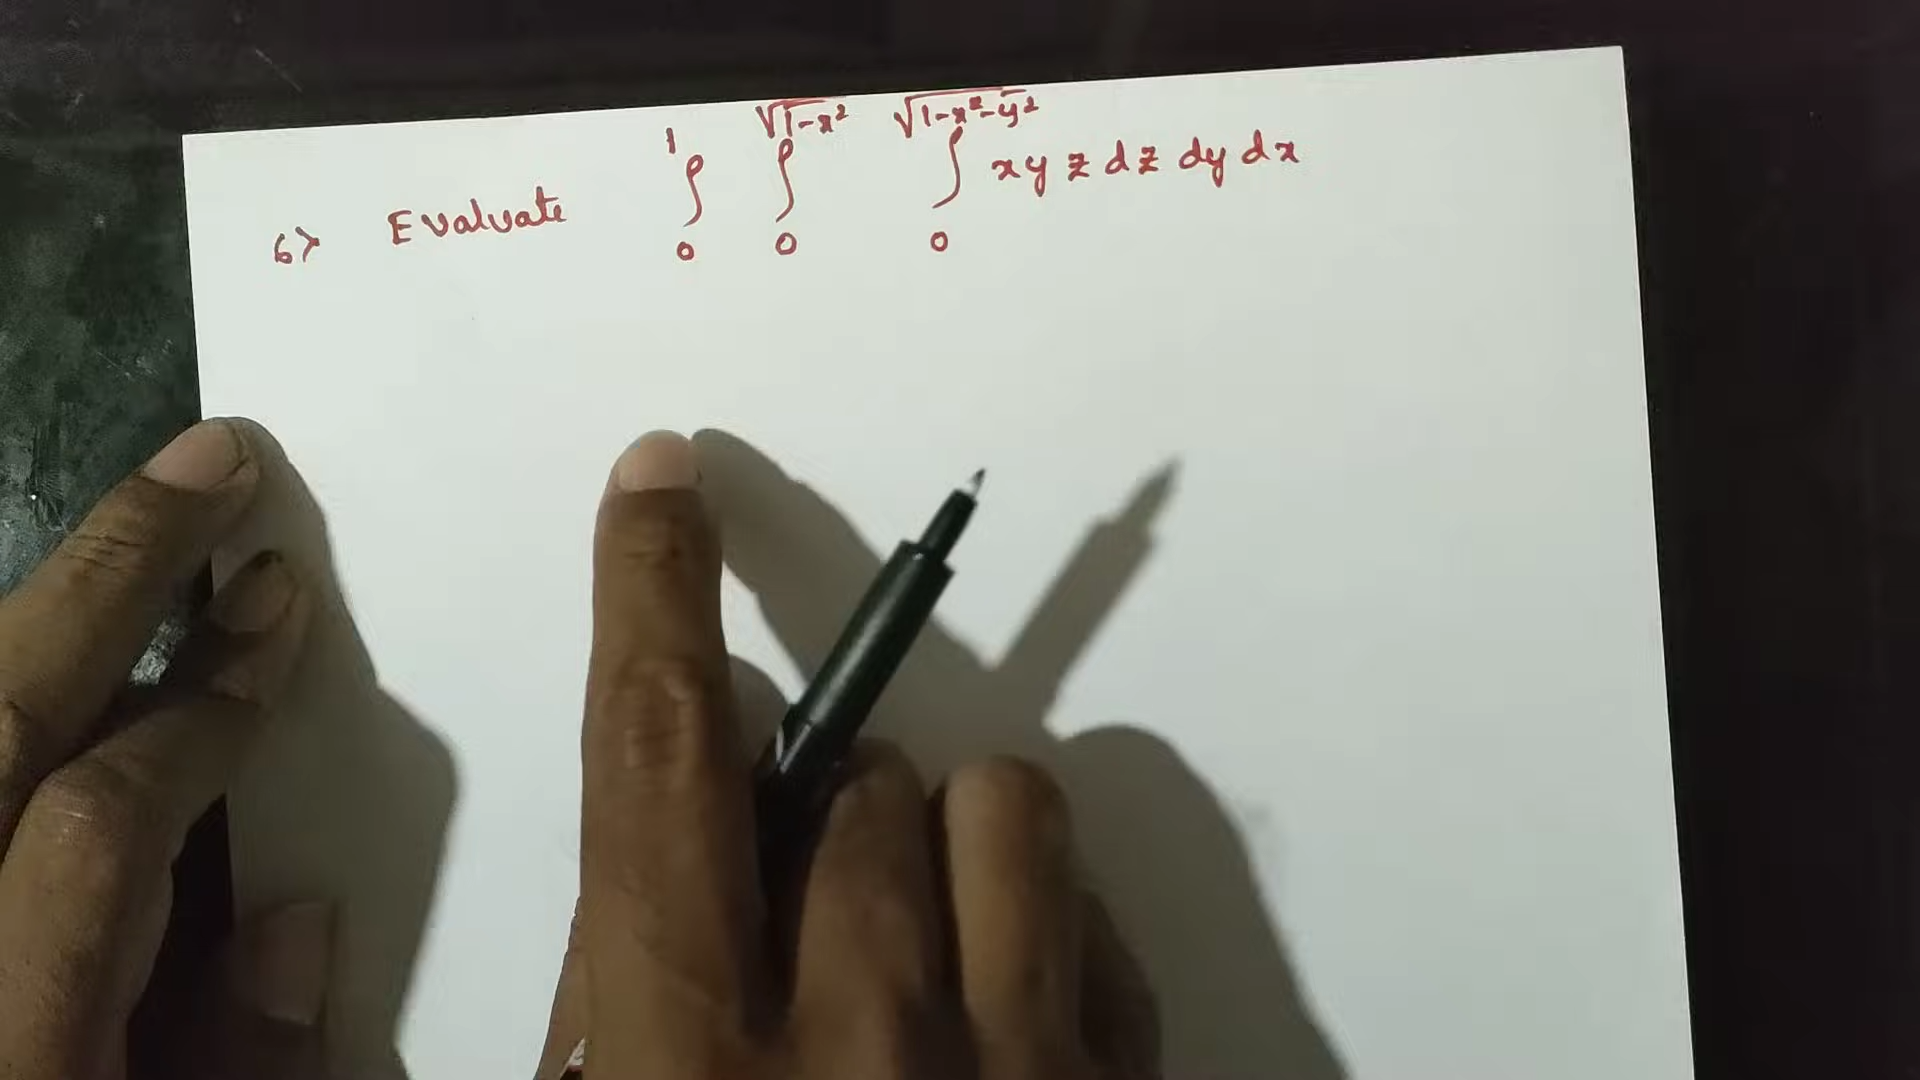 6> Evaluate ∫₀¹ ∫₀^√(1-x²) ∫₀^√(1-x²-y²) xyz dz dy dx